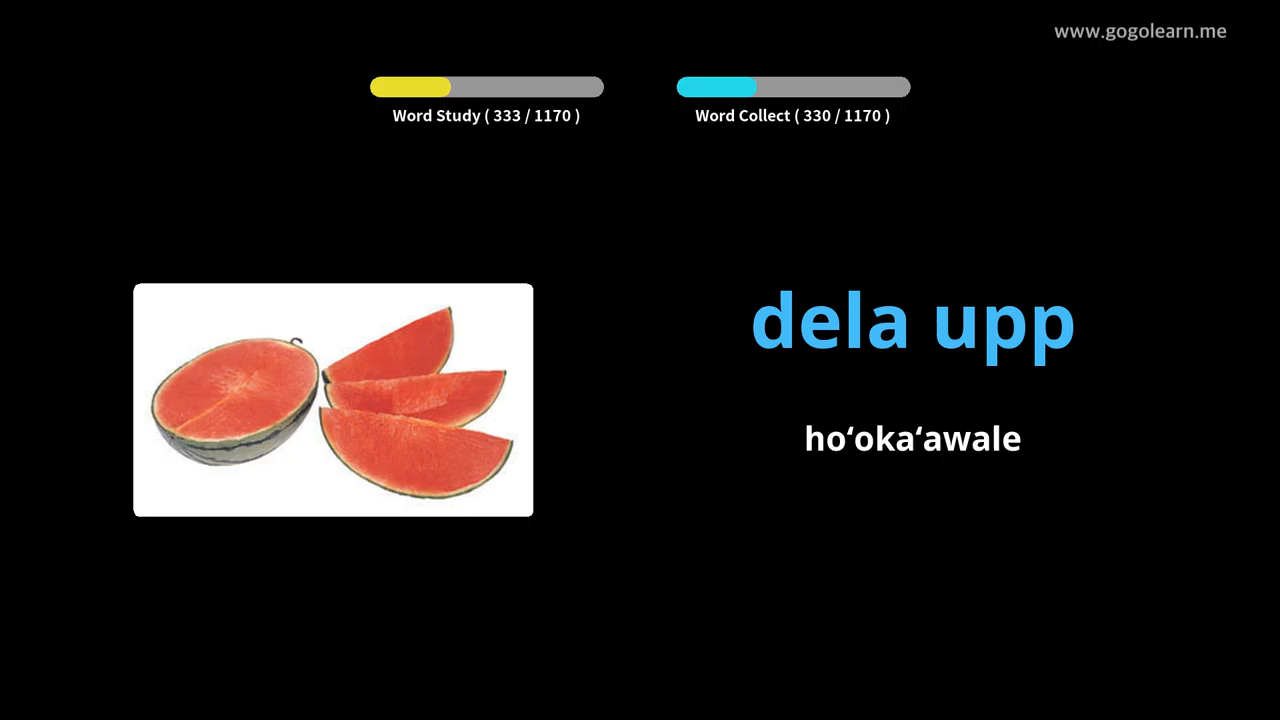 www.gogolearn.me
Word Study ( 333 / 1170 )
Word Collect ( 330 / 1170 )
dela upp
hoʻokaʻawale